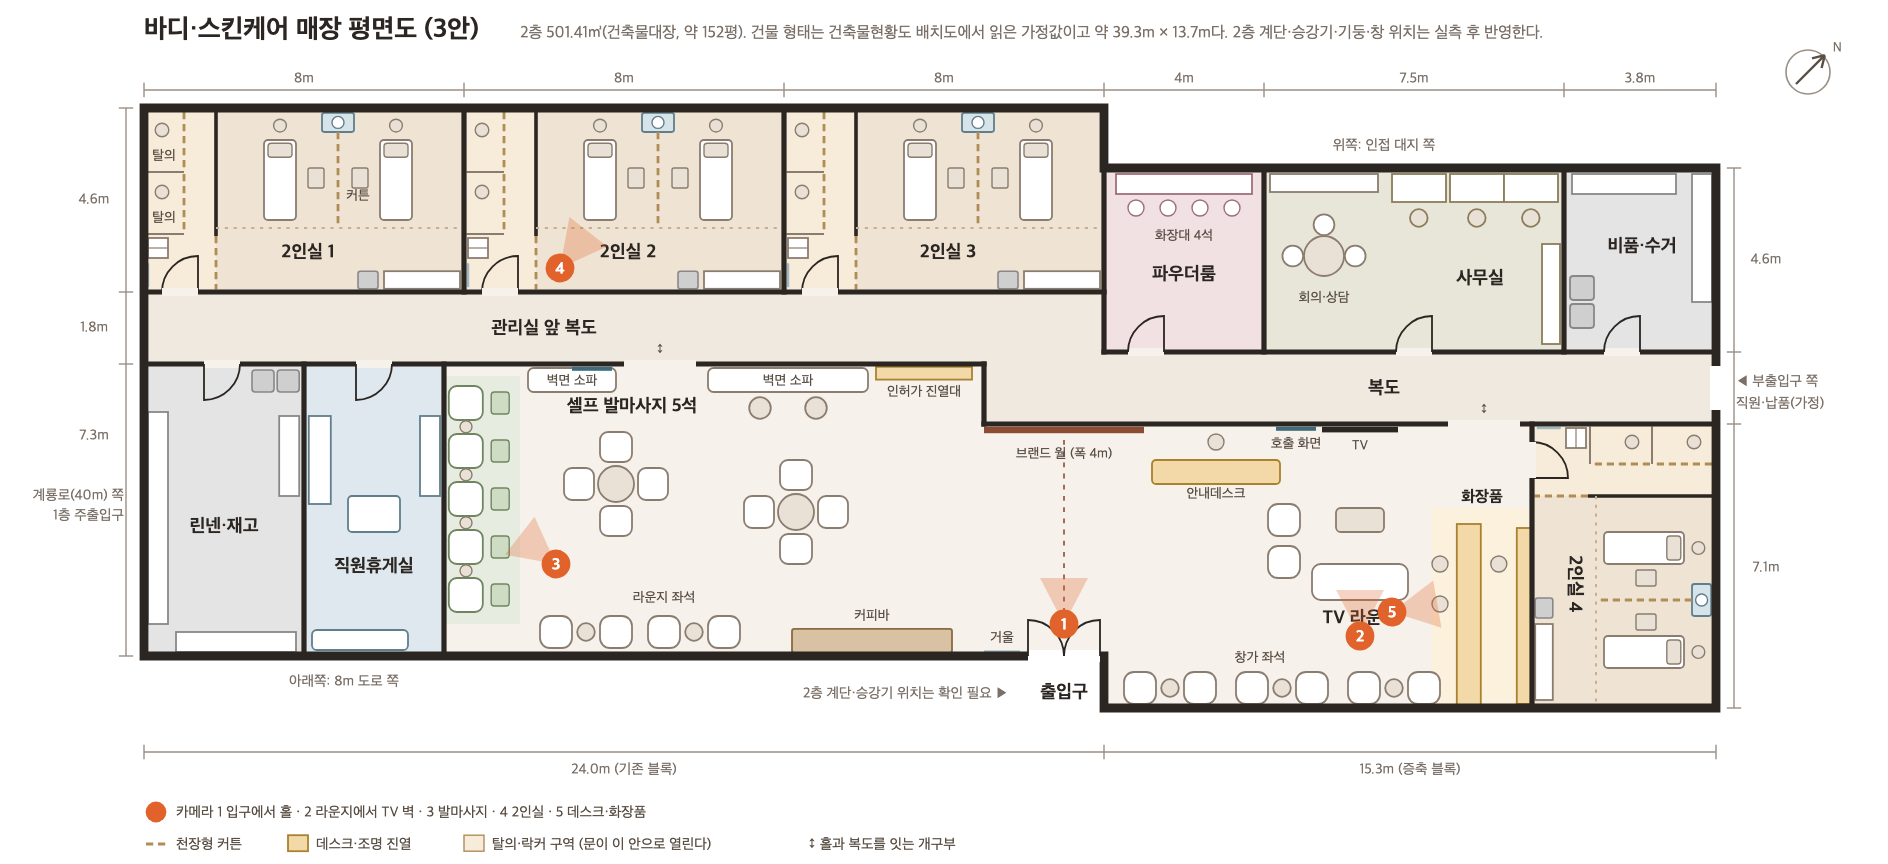 바디·스킨케어 매장 평면도 (3안)
2층 501.41㎡(건축물대장, 약 152평). 건물 형태는 건축물현황도 배치도에서 읽은 가정값이고 약 39.3m × 13.7m다. 2층 계단·승강기·기둥·창 위치는 실측 후 반영한다.
N
8m
8m
8m
4m
7.5m
3.8m
위쪽: 인접 대지 쪽
탈의
탈의
커튼
2인실 1
2인실 2
2인실 3
4
화장대 4석
파우더룸
회의·상담
사무실
비품·수거
4.6m
4.6m
1.8m
관리실 앞 복도
↕
복도
↕
◀ 부출입구 쪽
직원·납품(가정)
7.3m
계룡로(40m) 쪽
1층 주출입구
린넨·재고
직원휴게실
벽면 소파
벽면 소파
인허가 진열대
셀프 발마사지 5석
브랜드 월 (폭 4m)
호출 화면
TV
안내데스크
화장품
3
라운지 좌석
커피바
거울
1
TV 라운
5
2
창가 좌석
2인실 4
7.1m
아래쪽: 8m 도로 쪽
2층 계단·승강기 위치는 확인 필요 ▶
출입구
24.0m (기존 블록)
15.3m (증축 블록)
카메라 1 입구에서 홀 · 2 라운지에서 TV 벽 · 3 발마사지 · 4 2인실 · 5 데스크·화장품
천장형 커튼
데스크·조명 진열
탈의·락커 구역 (문이 이 안으로 열린다)
↕ 홀과 복도를 잇는 개구부